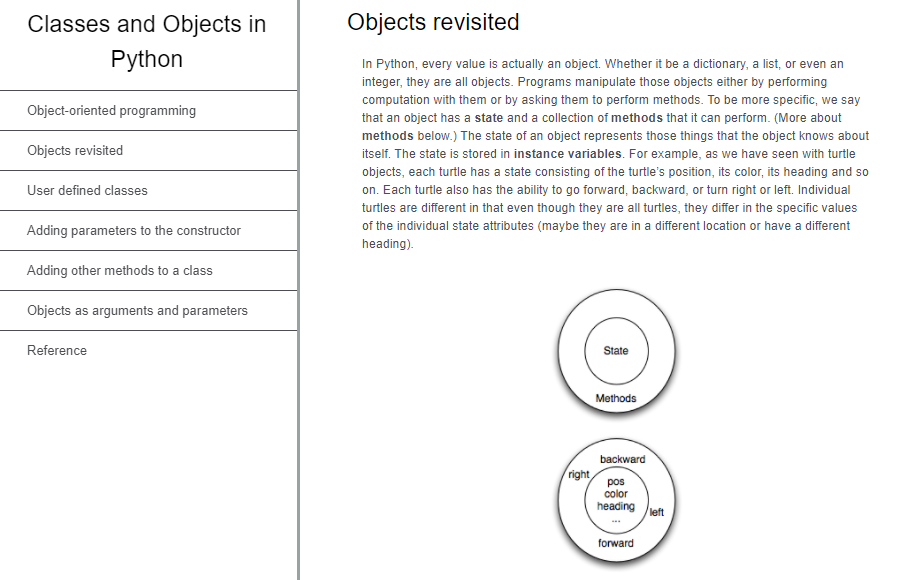 Classes and Objects in
Python
Object-oriented programming
Objects revisited
User defined classes
Adding parameters to the constructor
Adding other methods to a class
Objects as arguments and parameters
Reference
Objects revisited
In Python, every value is actually an object. Whether it be a dictionary, a list, or even an
integer, they are all objects. Programs manipulate those objects either by performing
computation with them or by asking them to perform methods. To be more specific, we say
that an object has a state and a collection of methods that it can perform. (More about
methods below.) The state of an object represents those things that the object knows about
itself. The state is stored in instance variables. For example, as we have seen with turtle
objects, each turtle has a state consisting of the turtle's position, its color, its heading and so
on. Each turtle also has the ability to go forward, backward, or turn right or left. Individual
turtles are different in that even though they are all turtles, they differ in the specific values
of the individual state attributes (maybe they are in a different location or have a different
heading).
State
Methods
backward
right
pos
color
heading
...
left
forward